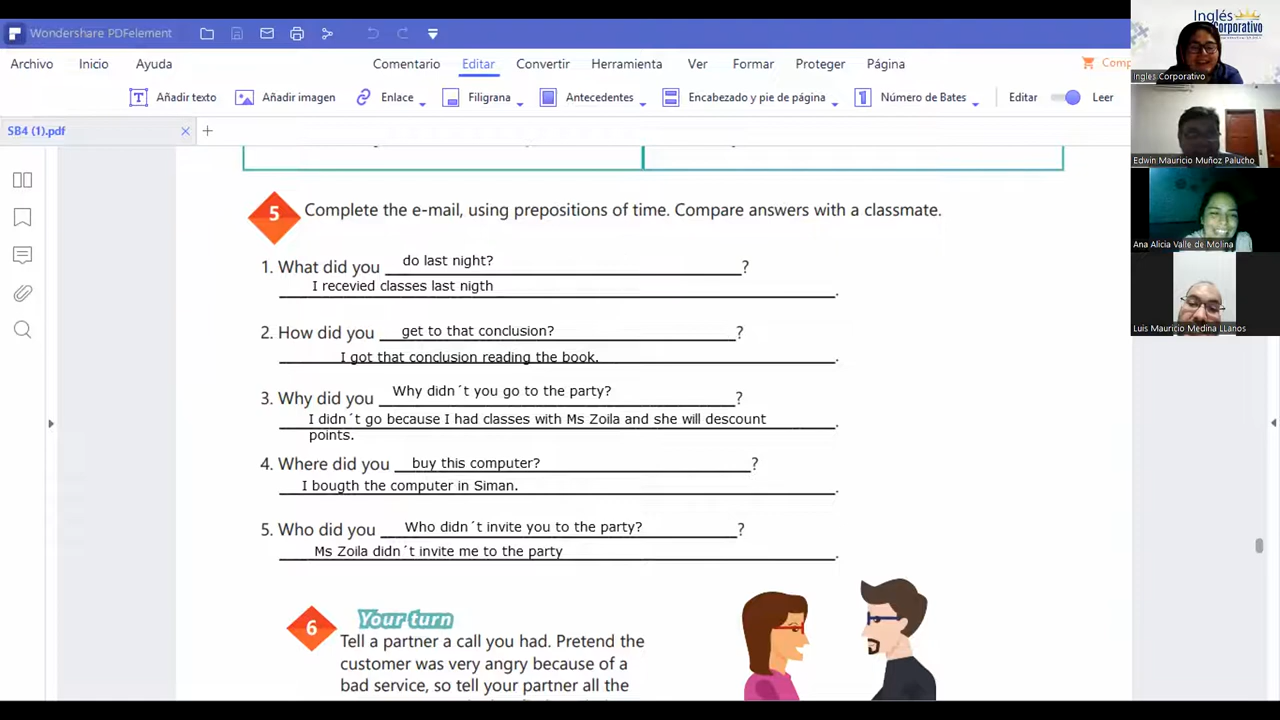 Wondershare PDFelement
Archivo Inicio Ayuda Comentario Editar Convertir Herramienta Ver Formar Proteger Página Comp
Añadir texto Añadir imagen Enlace Filigrana Antecedentes Encabezado y pie de página Número de Bates Editar Leer
SB4 (1).pdf
5 Complete the e-mail, using prepositions of time. Compare answers with a classmate.
1. What did you do last night? ?
I recevied classes last nigth.
2. How did you get to that conclusion? ?
I got that conclusion reading the book. .
3. Why did you Why didn´t you go to the party? ?
I didn´t go because I had classes with Ms Zoila and she will descount .
points.
4. Where did you buy this computer? ?
I bougth the computer in Siman. .
5. Who did you Who didn´t invite you to the party? ?
Ms Zoila didn´t invite me to the party .
6 Your turn
Tell a partner a call you had. Pretend the
customer was very angry because of a
bad service, so tell your partner all the
Inglés
Corporativo
Ingles Corporativo
Edwin Mauricio Muñoz Palucho
Ana Alicia Valle de Molina
Luis Mauricio Medina LLanos